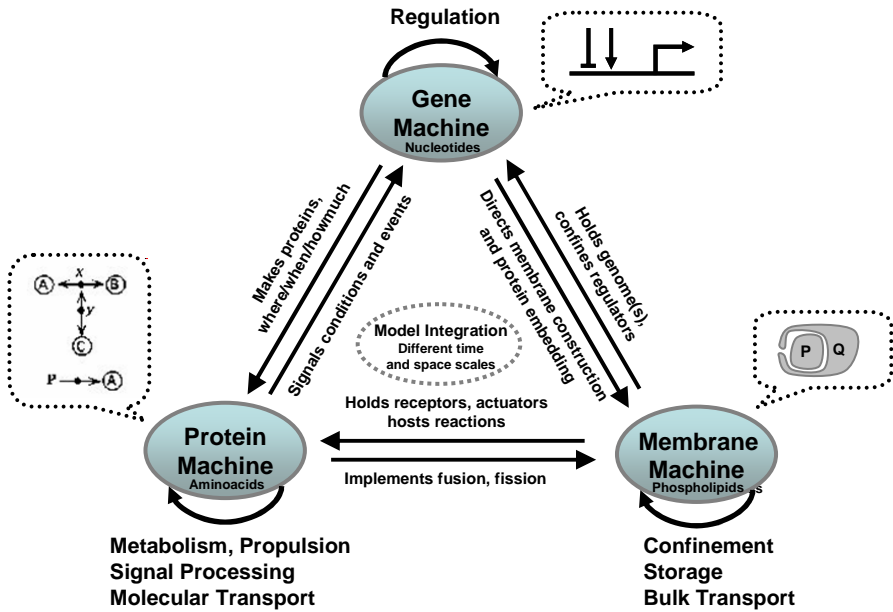 Regulation
Gene
Machine
Nucleotides
Makes proteins,
where/when/howmuch
Signals conditions and events
Directs membrane construction
and protein embedding
Holds genome(s),
confines regulators
Model Integration
Different time
and space scales
A
x
B
y
C
P
A
P
Q
Holds receptors, actuators
hosts reactions
Implements fusion, fission
Protein
Machine
Aminoacids
Membrane
Machine
Phospholipids
s
Metabolism, Propulsion
Signal Processing
Molecular Transport
Confinement
Storage
Bulk Transport